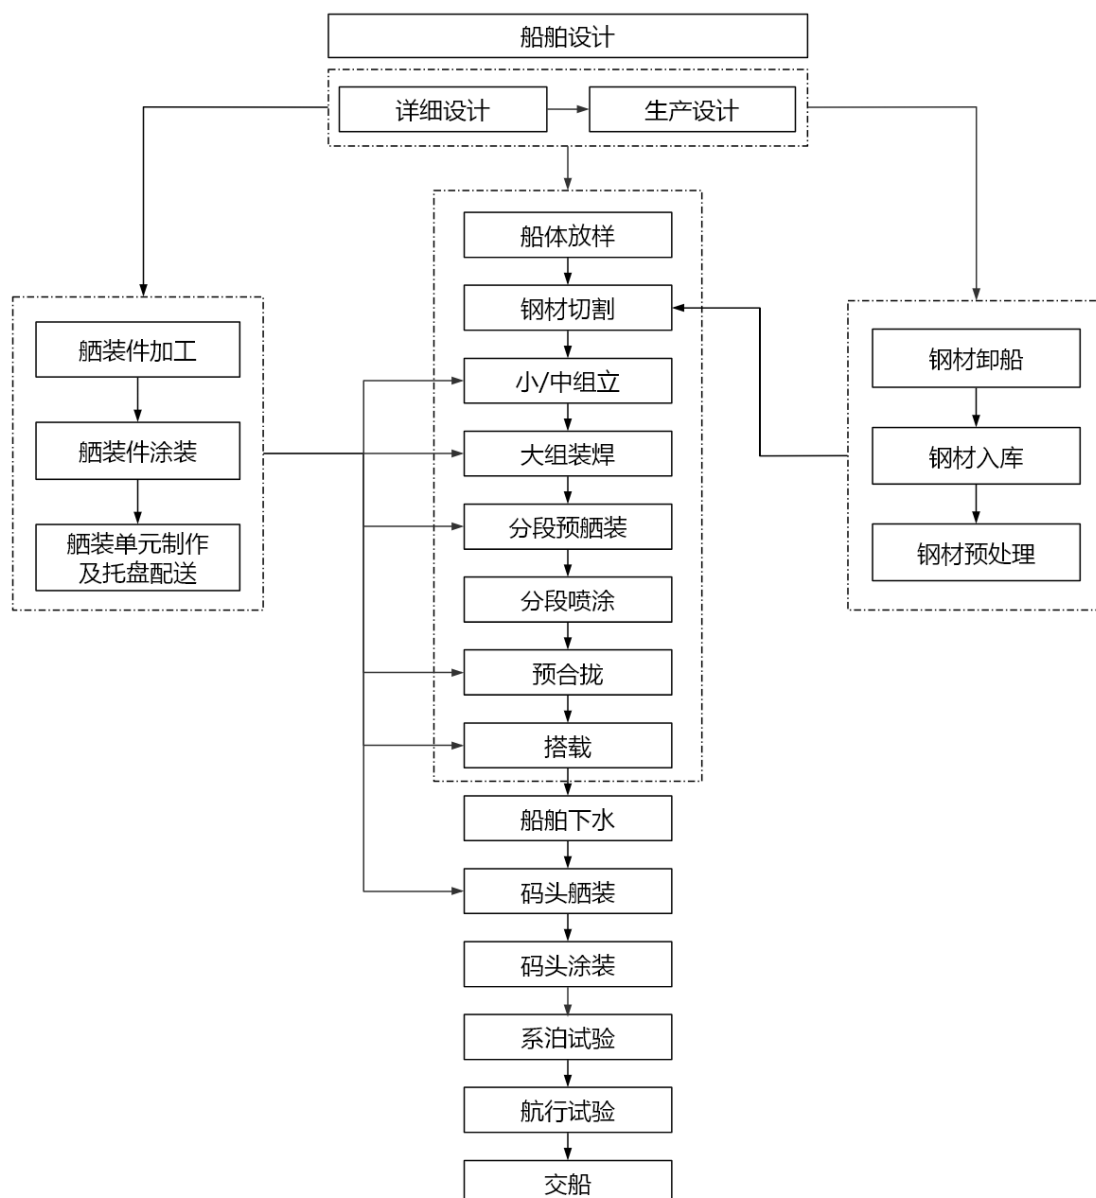 船舶设计
详细设计
生产设计
船体放样
钢材切割
小/中组立
大组装焊
分段预舾装
分段喷涂
预合拢
搭载
船舶下水
码头舾装
码头涂装
系泊试验
航行试验
交船
舾装件加工
舾装件涂装
舾装单元制作
及托盘配送
钢材卸船
钢材入库
钢材预处理